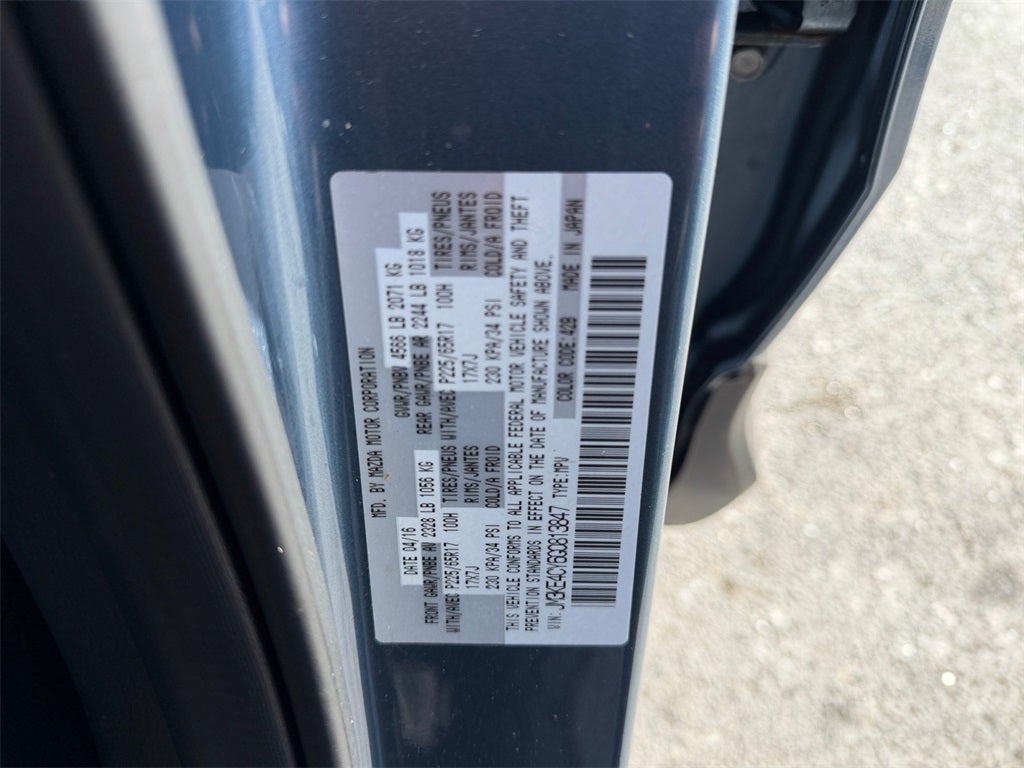 MFD. BY MAZDA MOTOR CORPORATION
DATE 04/16 GVWR/PNBV 4566 LB 2071 KG
FRONT GAWR/PNBE AV 2328 LB 1056 KG REAR GAWR/PNBE AR 2244 LB 1018 KG
WITH/AVEC P225/65R17 100H TIRES/PNEUS WITH/AVEC P225/65R17 100H TIRES/PNEUS
17X7J RIMS/JANTES 17X7J RIMS/JANTES
230 KPA/34 PSI COLD/A FROID 230 KPA/34 PSI COLD/A FROID
THIS VEHICLE CONFORMS TO ALL APPLICABLE FEDERAL MOTOR VEHICLE SAFETY AND THEFT
PREVENTION STANDARDS IN EFFECT ON THE DATE OF MANUFACTURE SHOWN ABOVE.
VIN: JM3KE4CY6G0813847 TYPE:MPV COLOR CODE:42B MADE IN JAPAN